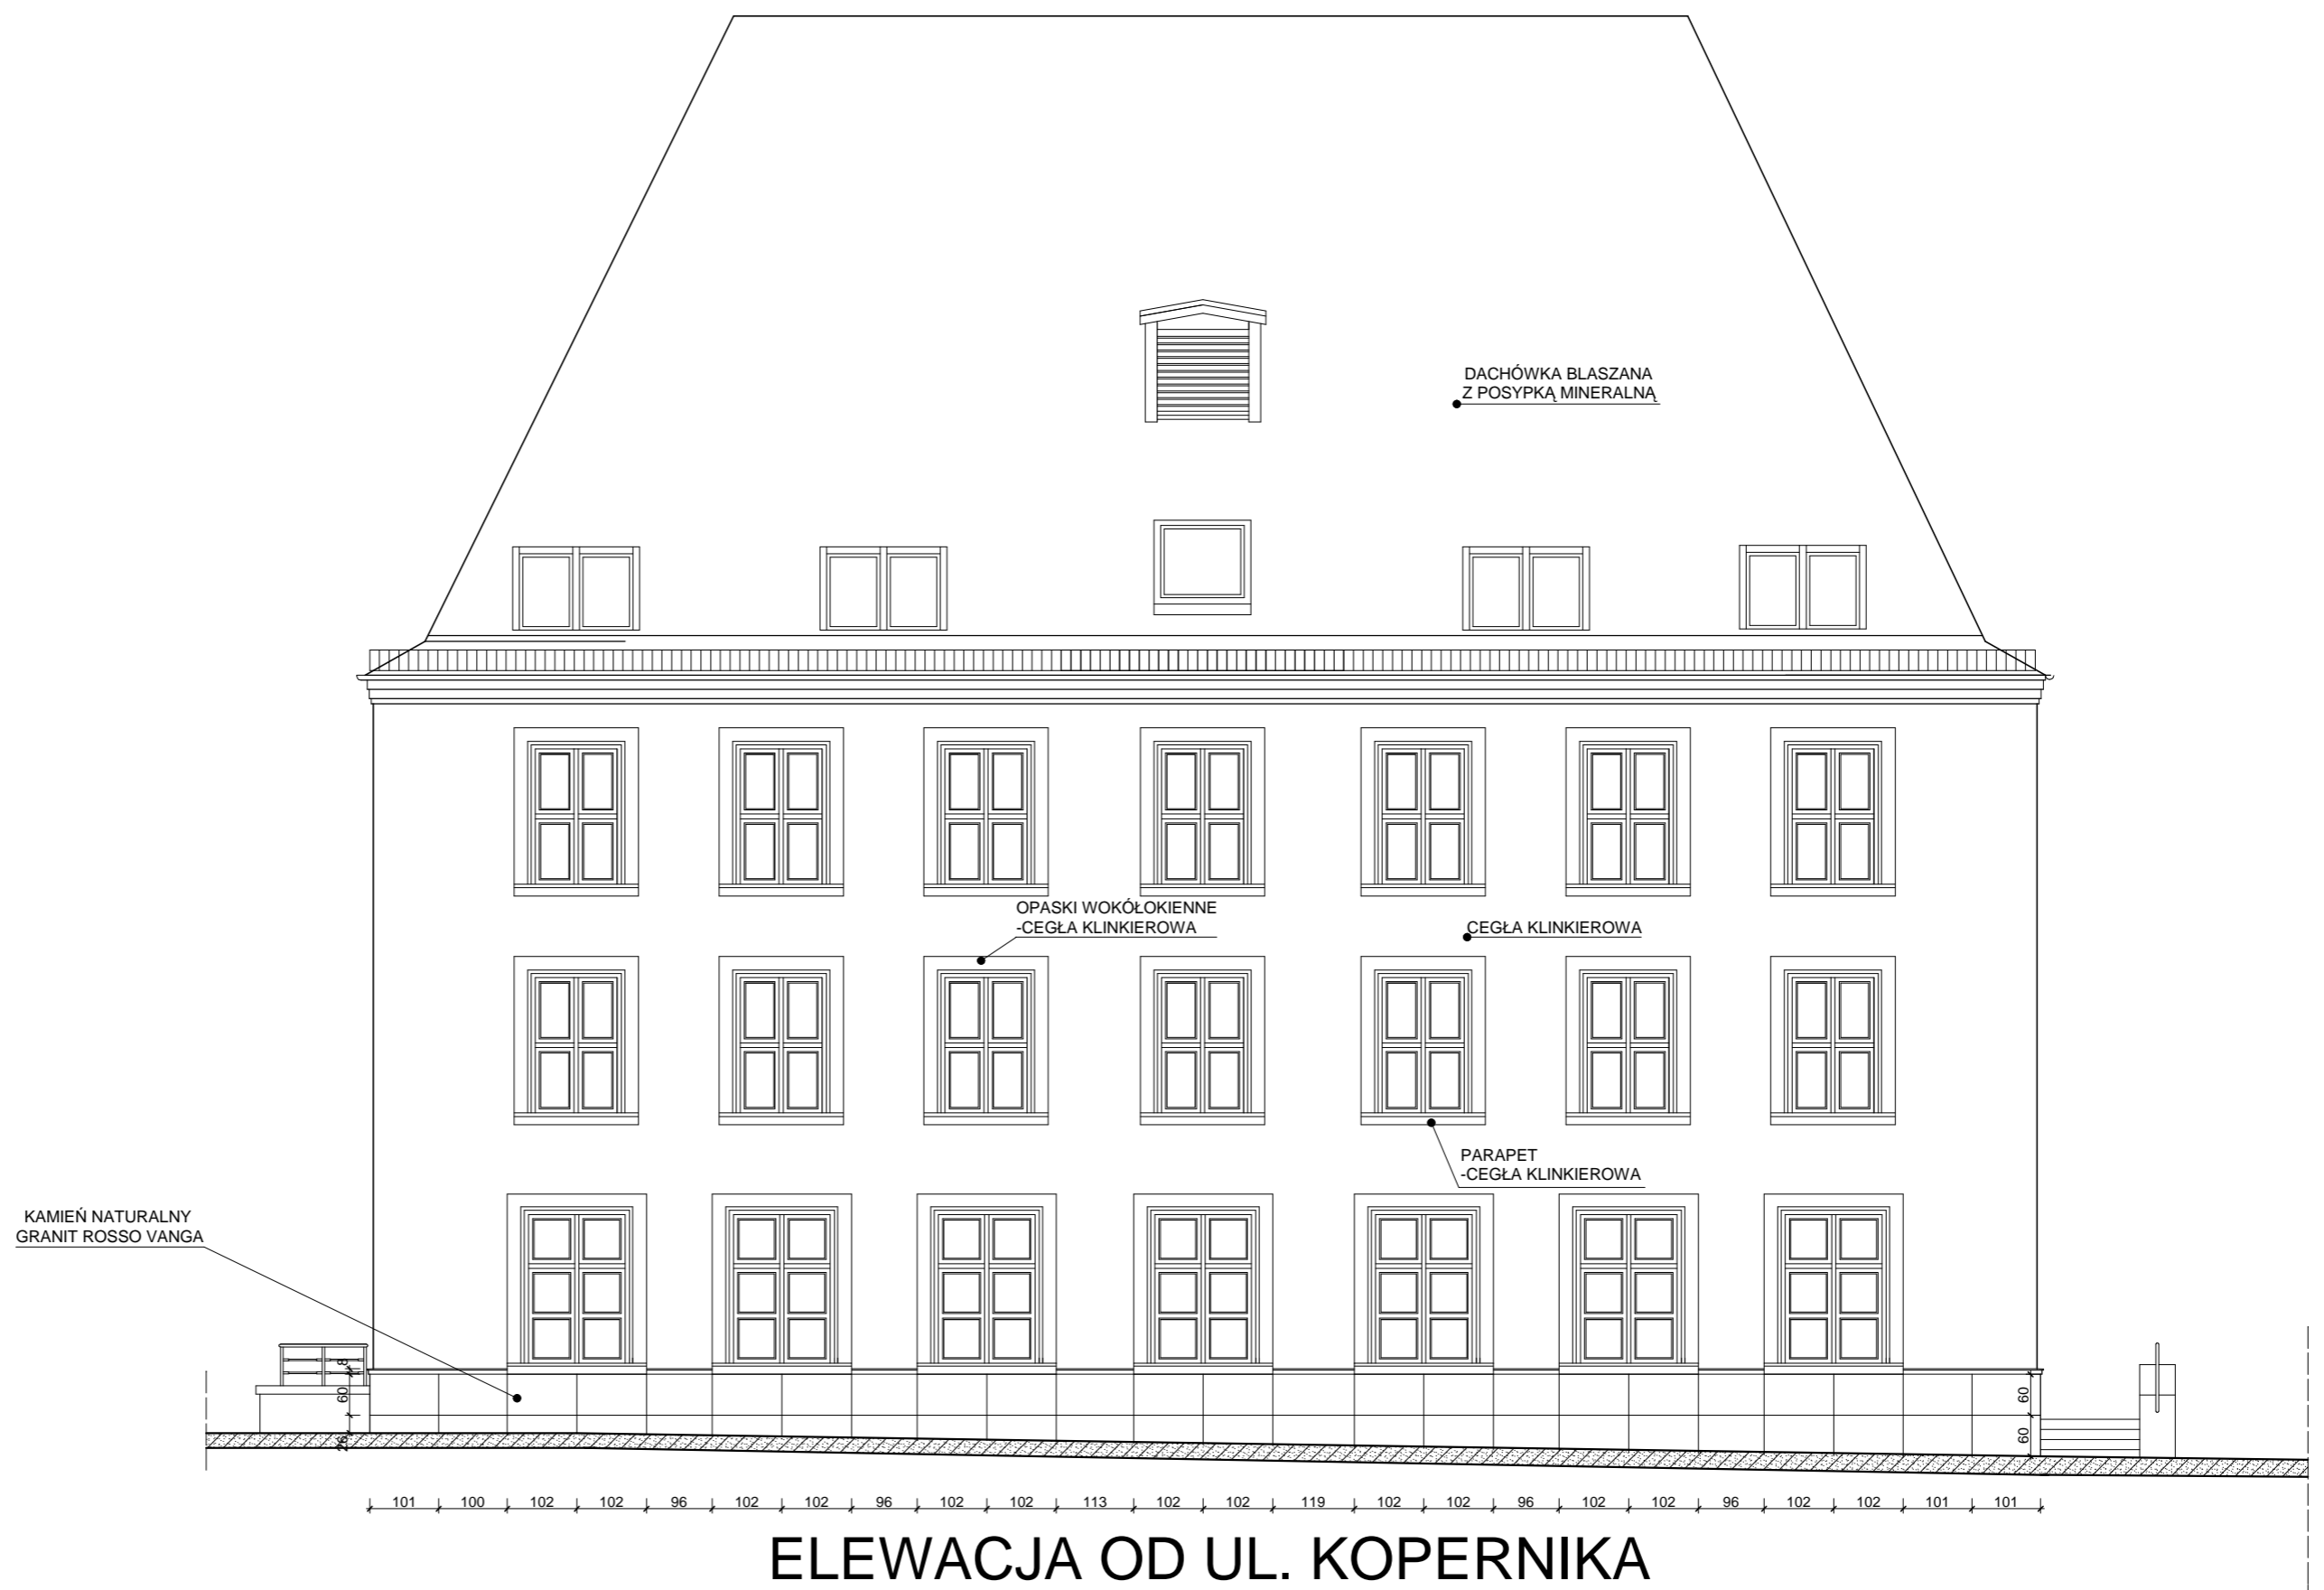 DACHÓWKA BLASZANA
Z POSYPKĄ MINERALNĄ
OPASKI WOKÓŁOKIENNE
-CEGŁA KLINKIEROWA
CEGŁA KLINKIEROWA
PARAPET
-CEGŁA KLINKIEROWA
KAMIEŃ NATURALNY
GRANIT ROSSO VANGA
8
60
26
60
60
101 100 102 102 96 102 102 96 102 102 113 102 102 119 102 102 96 102 102 96 102 102 101 101
ELEWACJA OD UL. KOPERNIKA